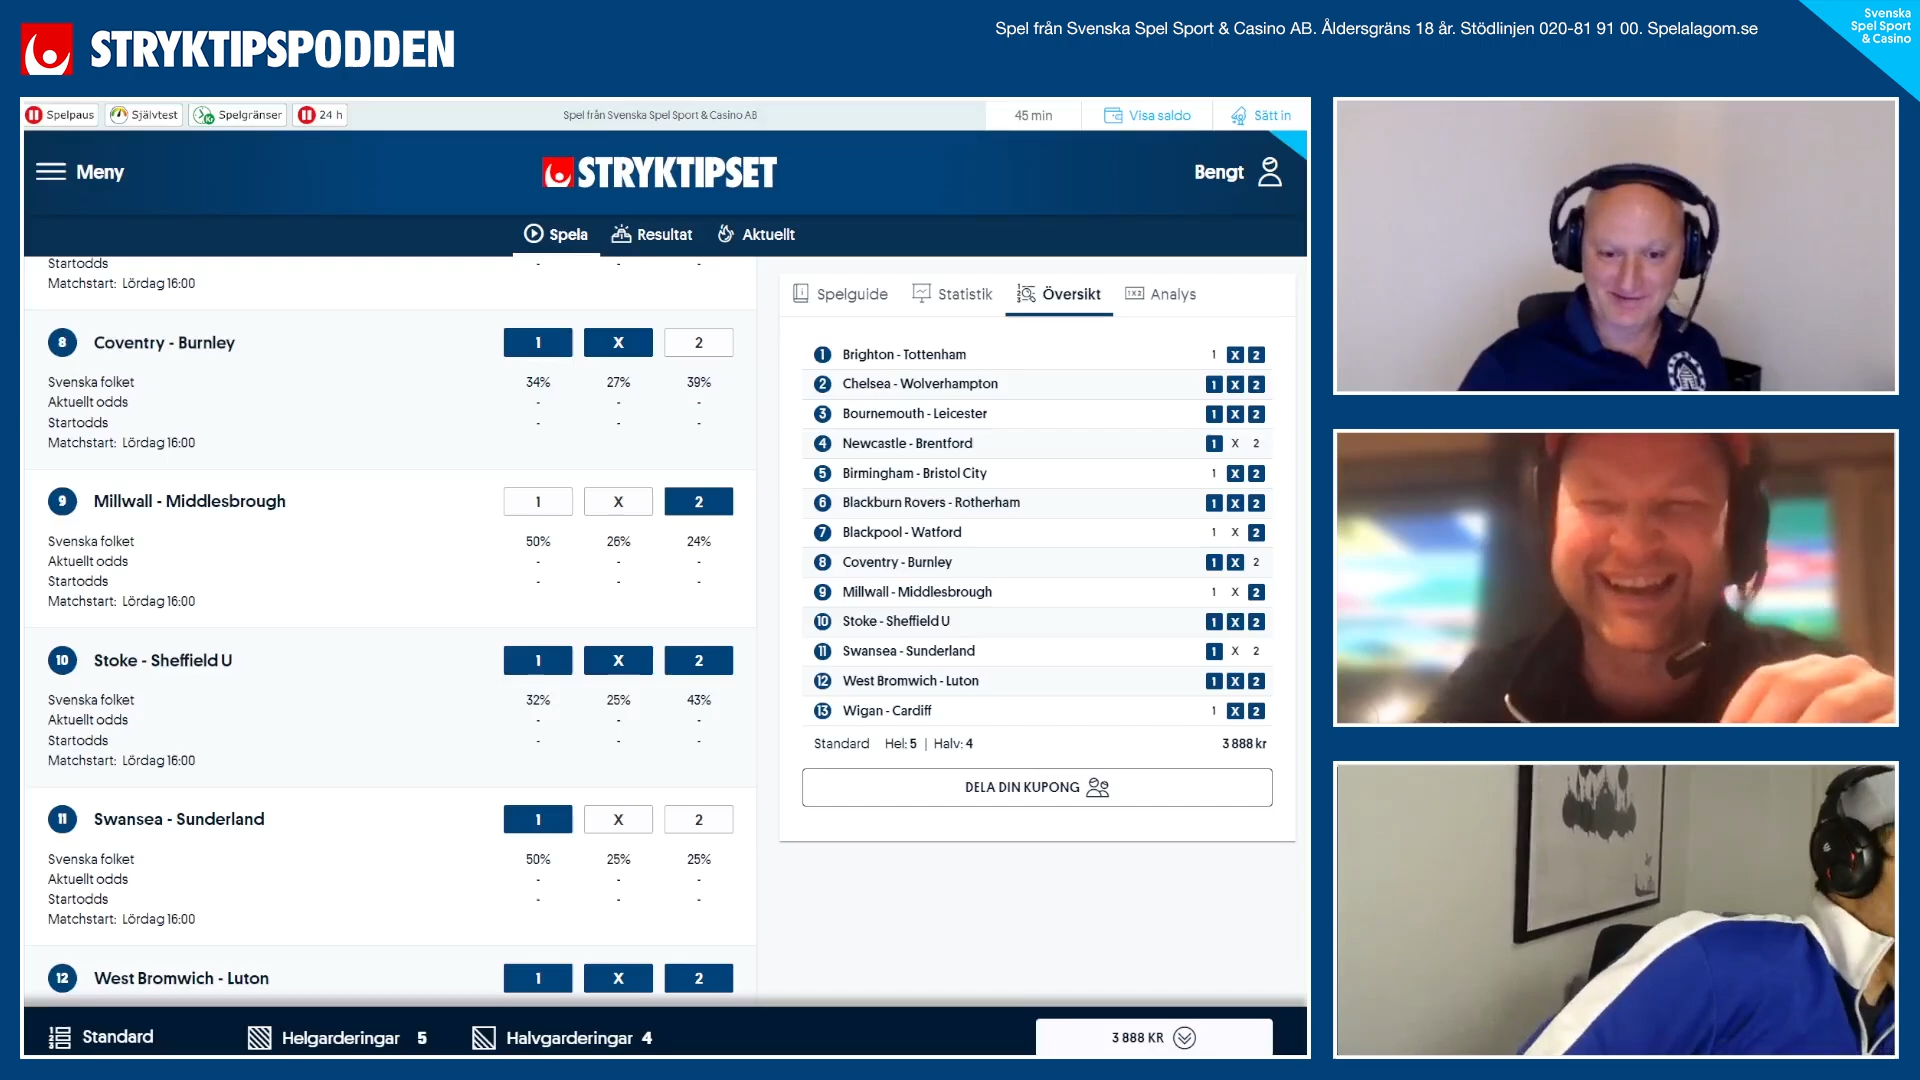 STRYKTIPSPODDEN
Spel från Svenska Spel Sport & Casino AB. Åldersgräns 18 år. Stödlinjen 020-81 91 00. Spelalagom.se
Svenska
Spel Sport
& Casino
Spelpaus Självtest Spelgränser 24 h Spel från Svenska Spel Sport & Casino AB 45 min Visa saldo Sätt in
Meny STRYKTIPSET Bengt
Spela Resultat Aktuellt
Startodds - - -
Matchstart: Lördag 16:00
8 Coventry - Burnley 1 X 2
Svenska folket 34% 27% 39%
Aktuellt odds - - -
Startodds - - -
Matchstart: Lördag 16:00
9 Millwall - Middlesbrough 1 X 2
Svenska folket 50% 26% 24%
Aktuellt odds - - -
Startodds - - -
Matchstart: Lördag 16:00
10 Stoke - Sheffield U 1 X 2
Svenska folket 32% 25% 43%
Aktuellt odds - - -
Startodds - - -
Matchstart: Lördag 16:00
11 Swansea - Sunderland 1 X 2
Svenska folket 50% 25% 25%
Aktuellt odds - - -
Startodds - - -
Matchstart: Lördag 16:00
12 West Bromwich - Luton 1 X 2
Spelguide Statistik Översikt Analys
1 Brighton - Tottenham 1 X 2
2 Chelsea - Wolverhampton 1 X 2
3 Bournemouth - Leicester 1 X 2
4 Newcastle - Brentford 1 X 2
5 Birmingham - Bristol City 1 X 2
6 Blackburn Rovers - Rotherham 1 X 2
7 Blackpool - Watford 1 X 2
8 Coventry - Burnley 1 X 2
9 Millwall - Middlesbrough 1 X 2
10 Stoke - Sheffield U 1 X 2
11 Swansea - Sunderland 1 X 2
12 West Bromwich - Luton 1 X 2
13 Wigan - Cardiff 1 X 2
Standard Hel: 5 | Halv: 4 3 888 kr
DELA DIN KUPONG
Standard Helgarderingar 5 Halvgarderingar 4 3 888 KR